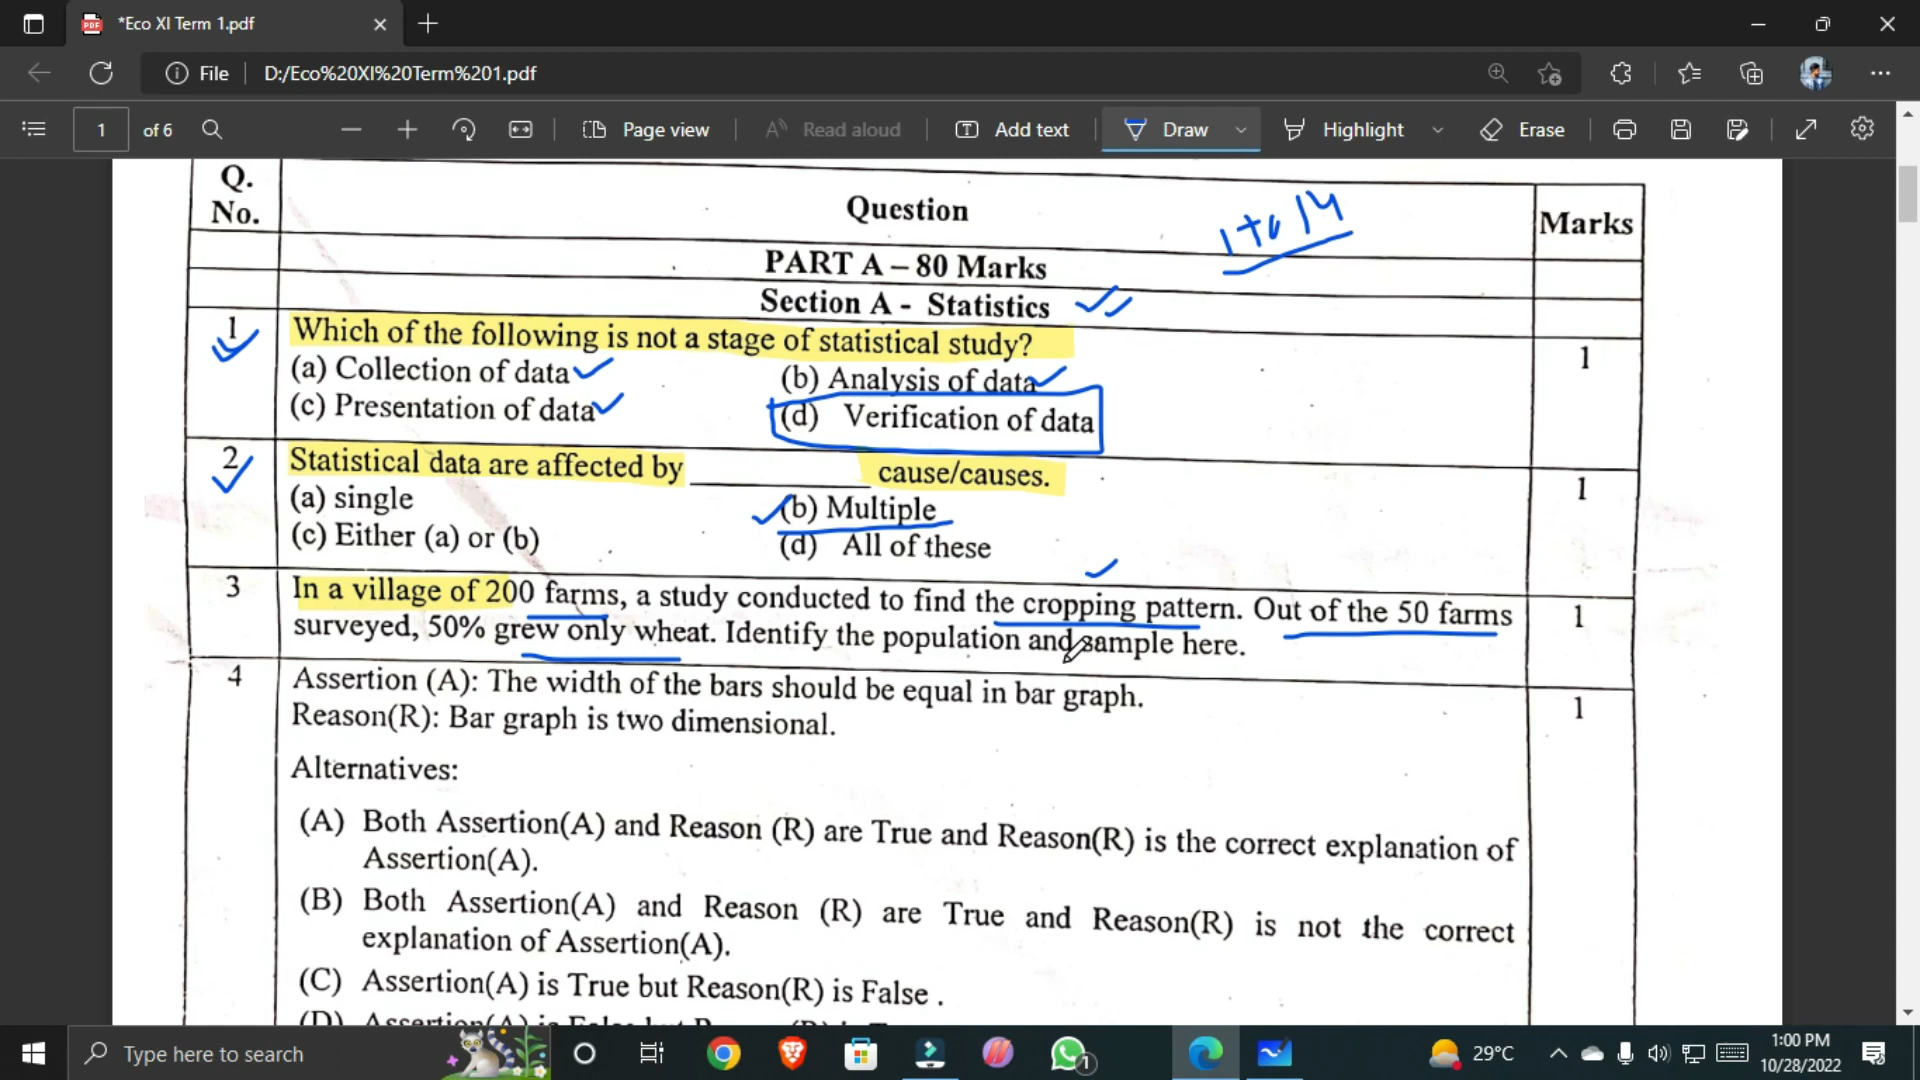 *Eco XI Term 1.pdf
File
D:/Eco%20XI%20Term%201.pdf
1 of 6
Page view
Read aloud
Add text
Draw
Highlight
Erase
Q. No.
Question
Marks
1 to 14
PART A – 80 Marks
Section A - Statistics
1
Which of the following is not a stage of statistical study?
1
(a) Collection of data
(b) Analysis of data
(c) Presentation of data
(d) Verification of data
2
Statistical data are affected by __________ cause/causes.
1
(a) single
(b) Multiple
(c) Either (a) or (b)
(d) All of these
3
In a village of 200 farms, a study conducted to find the cropping pattern. Out of the 50 farms
1
surveyed, 50% grew only wheat. Identify the population and sample here.
4
Assertion (A): The width of the bars should be equal in bar graph.
1
Reason(R): Bar graph is two dimensional.
Alternatives:
(A) Both Assertion(A) and Reason (R) are True and Reason(R) is the correct explanation of
Assertion(A).
(B) Both Assertion(A) and Reason (R) are True and Reason(R) is not the correct
explanation of Assertion(A).
(C) Assertion(A) is True but Reason(R) is False .
Type here to search
1
29°C
1:00 PM
10/28/2022